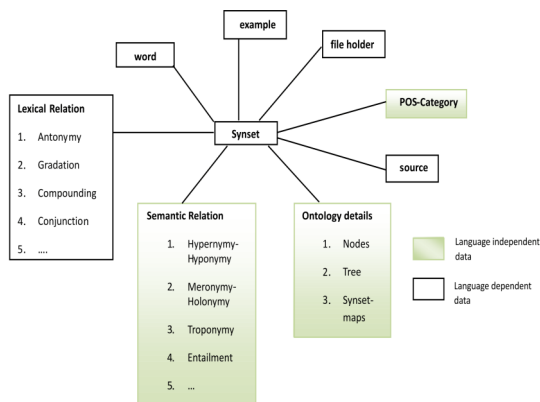 example
file holder
word
POS-Category
Lexical Relation
1. Antonymy
2. Gradation
3. Compounding
4. Conjunction
5. ....
Synset
source
Semantic Relation
1. Hypernymy-
Hyponymy
2. Meronymy-
Holonymy
3. Troponymy
4. Entailment
5. ...
Ontology details
1. Nodes
2. Tree
3. Synset-
maps
Language independent
data
Language dependent
data